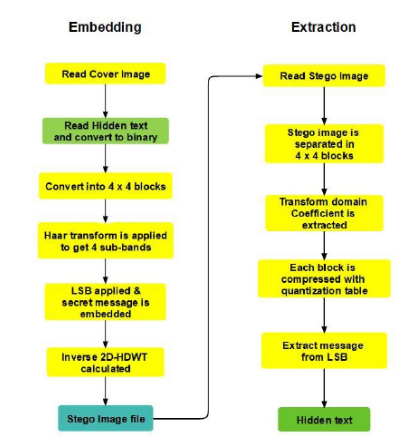 Embedding
Read Cover Image
Read Hidden text
and convert to binary
Convert into 4 x 4 blocks
Haar transform is applied
to get 4 sub-bands
LSB applied &
secret message is
embedded
Inverse 2D-HDWT
calculated
Stego Image file
Extraction
Read Stego Image
Stego image is
separated in
4 x 4 blocks
Transform domain
Coefficient is
extracted
Each block is
compressed with
quantization table
Extract message
from LSB
Hidden text